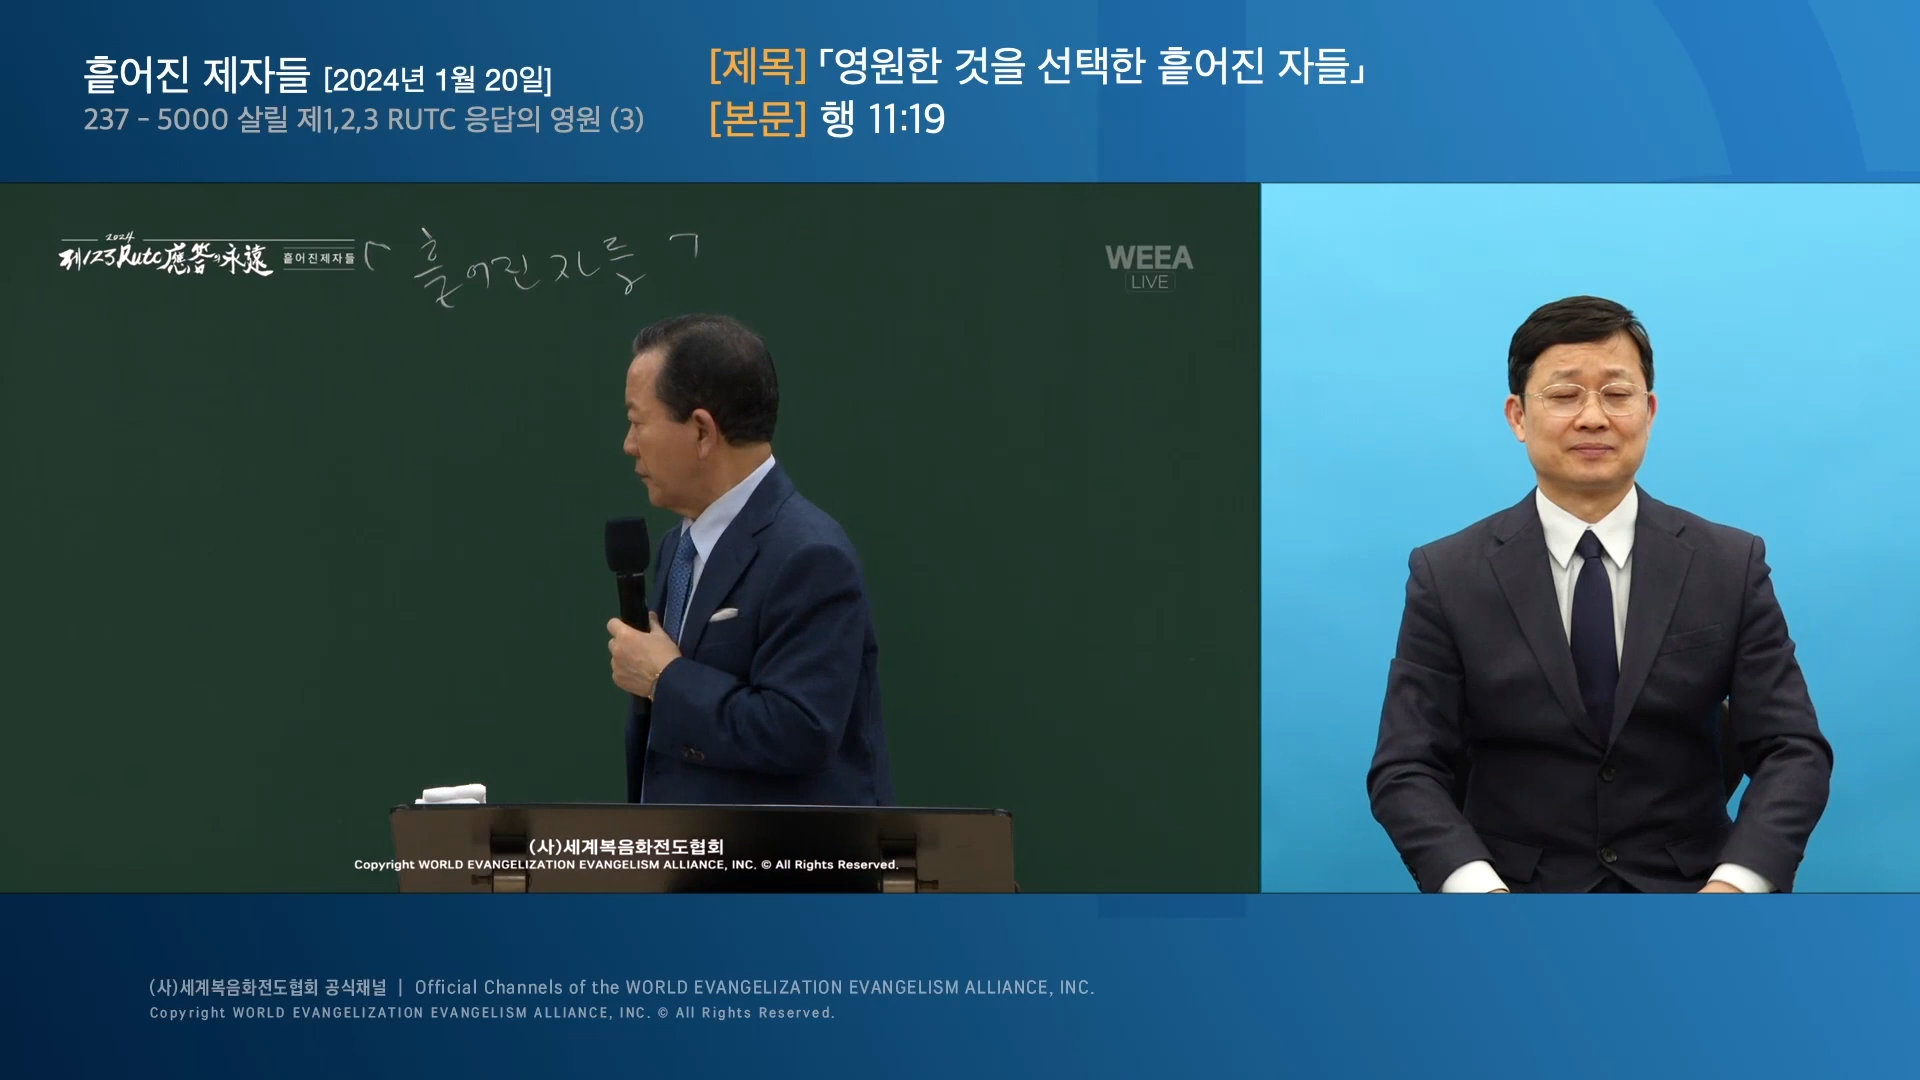 흩어진 제자들 [2024년 1월 20일]
237 - 5000 살릴 제1,2,3 RUTC 응답의 영원 (3)
[제목] 「영원한 것을 선택한 흩어진 자들」
[본문] 행 11:19
2024
제123 Rutc 應答의 永遠 흩어진제자들
「 흩어진 자들 ㄱ
WEEA
LIVE
(사)세계복음화전도협회
Copyright WORLD EVANGELIZATION EVANGELISM ALLIANCE, INC. © All Rights Reserved.
(사)세계복음화전도협회 공식채널 | Official Channels of the WORLD EVANGELIZATION EVANGELISM ALLIANCE, INC.
Copyright WORLD EVANGELIZATION EVANGELISM ALLIANCE, INC. © All Rights Reserved.